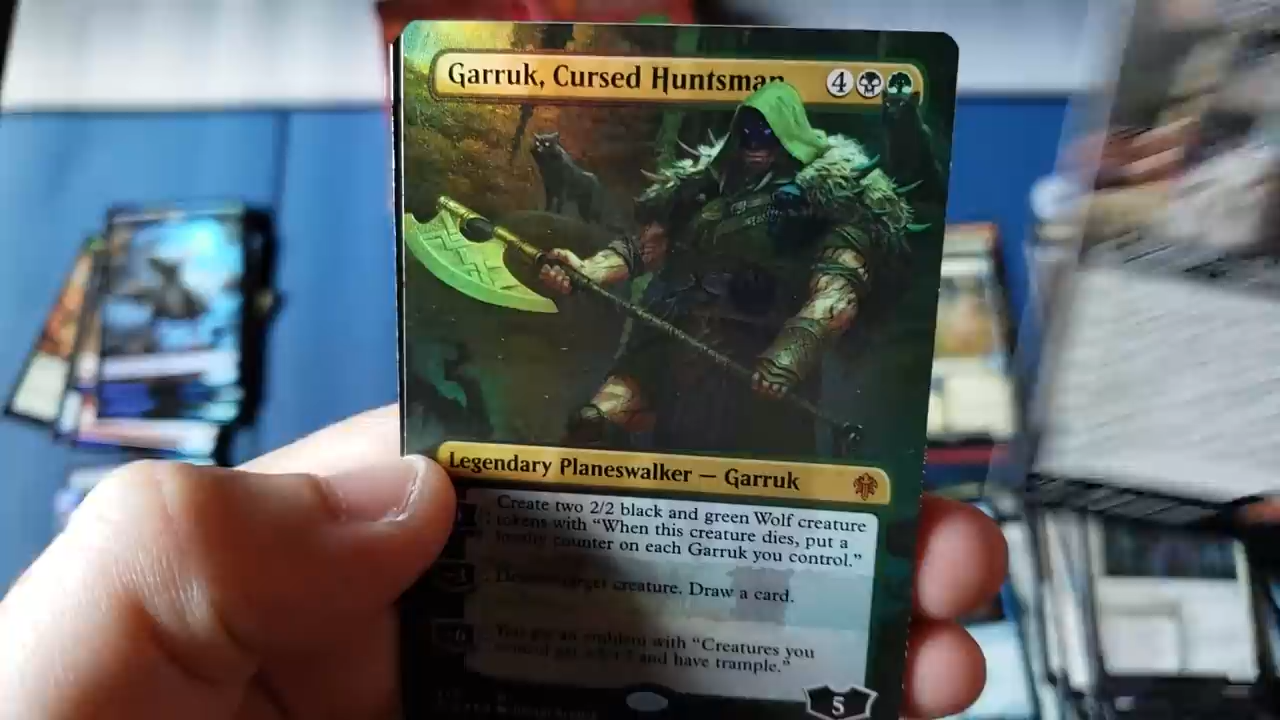 Garruk, Cursed Huntsman 4
Legendary Planeswalker — Garruk
: Create two 2/2 black and green Wolf creature
tokens with “When this creature dies, put a
loyalty counter on each Garruk you control.”
−3 : Destroy target creature. Draw a card.
−6 : You get an emblem with “Creatures you
control get and have trample.”
5